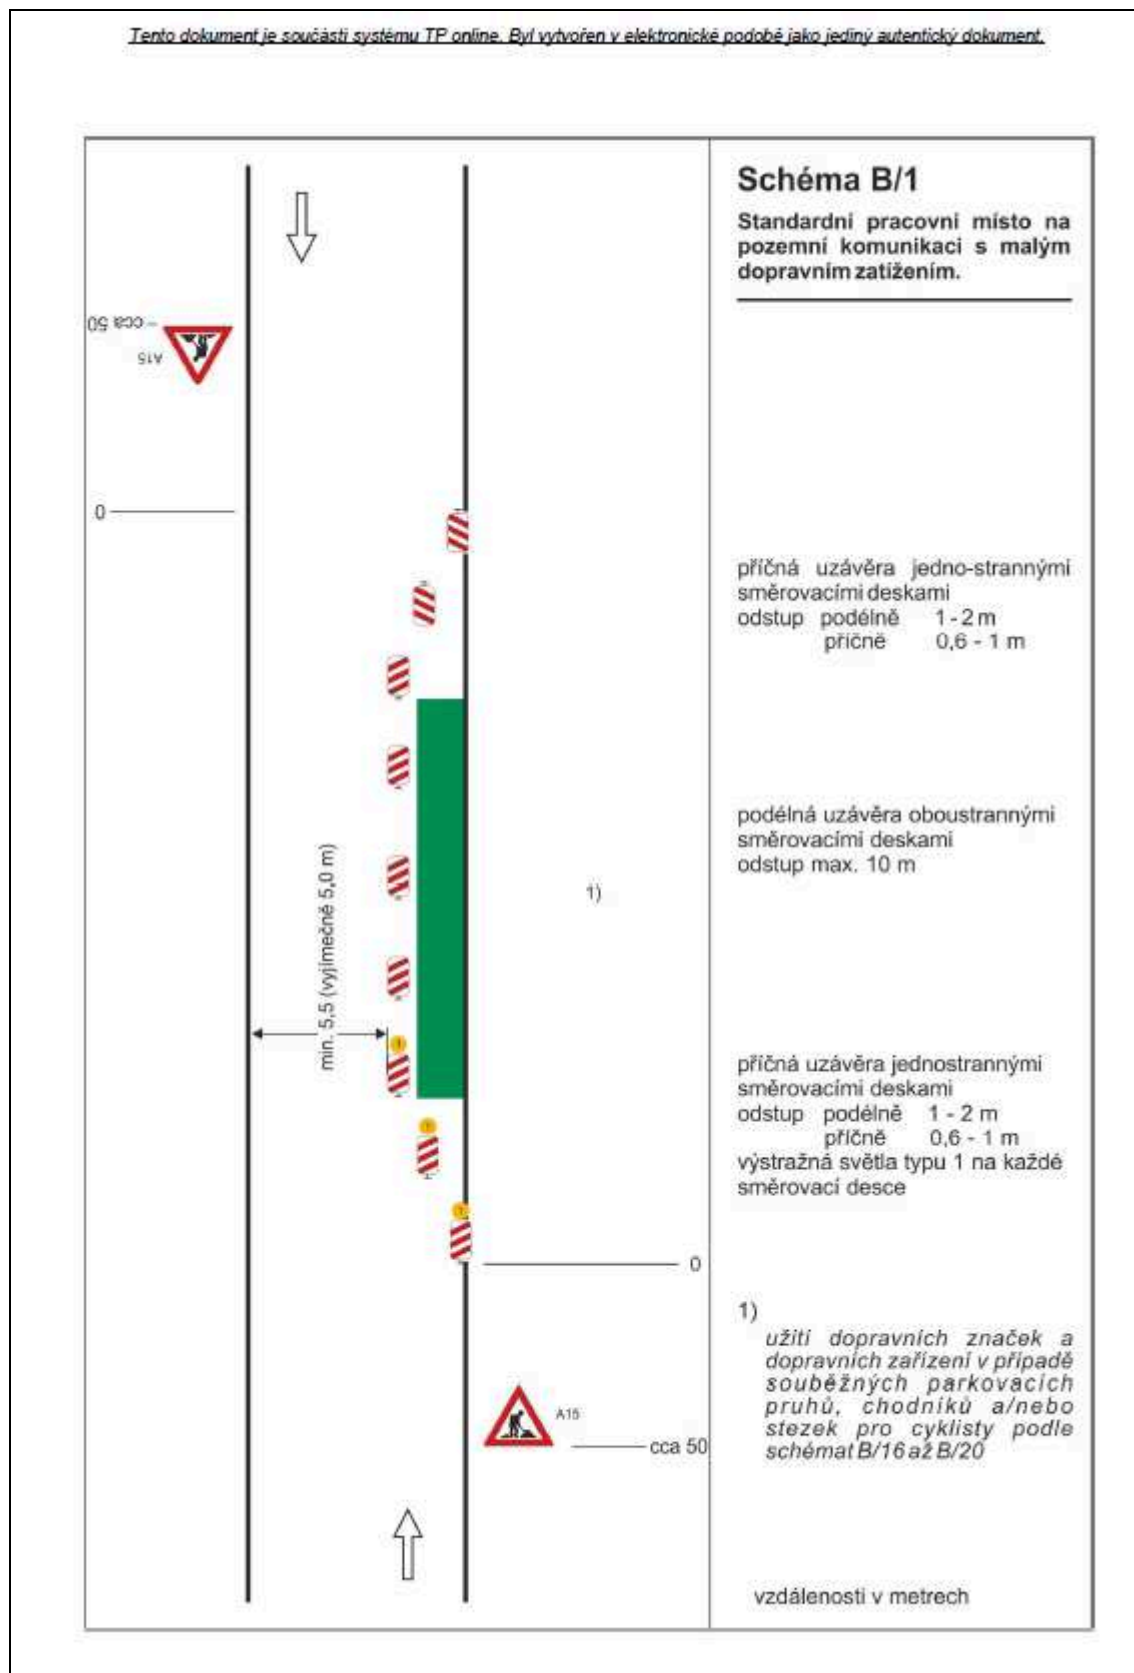 Tento dokument je součástí systému TP online. Byl vytvořen v elektronické podobě jako jediný autentický dokument.
Schéma B/1
Standardní pracovní místo na
pozemní komunikaci s malým
dopravním zatížením.
cca 50
A15
0
příčná uzávěra jedno-strannými
směrovacími deskami
odstup podélně 1 - 2 m
příčně 0,6 - 1 m
podélná uzávěra oboustrannými
směrovacími deskami
odstup max. 10 m
min. 5,5 (vyjímečně 5,0 m)
1)
1
příčná uzávěra jednostrannými
směrovacími deskami
odstup podélně 1 - 2 m
příčně 0,6 - 1 m
výstražná světla typu 1 na každé
směrovací desce
1
1
0
1)
užití dopravních značek a
dopravních zařízení v případě
souběžných parkovacích
pruhů, chodníků a/nebo
stezek pro cyklisty podle
schémat B/16 až B/20
A15
cca 50
vzdálenosti v metrech